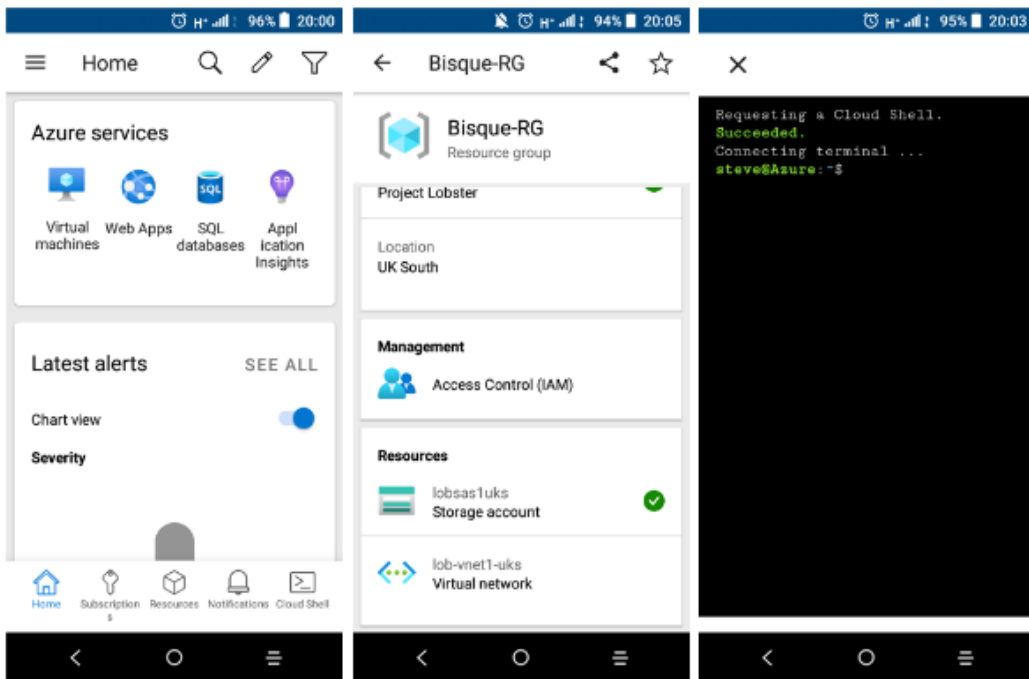 H+ 96% 20:00
Home
Azure services
Virtual machines
Web Apps
SQL databases
Appl
ication
Insights
SQL
Latest alerts SEE ALL
Chart view
Severity
Home Subscription
s Resources Notifications Cloud Shell
H+ 94% 20:05
Bisque-RG
Bisque-RG
Resource group
Project Lobster
Location
UK South
Management
Access Control (IAM)
Resources
lobsas1uks
Storage account
lob-vnet1-uks
Virtual network
H+ 95% 20:03
Requesting a Cloud Shell.
Succeeded.
Connecting terminal ...
steve@Azure:~$